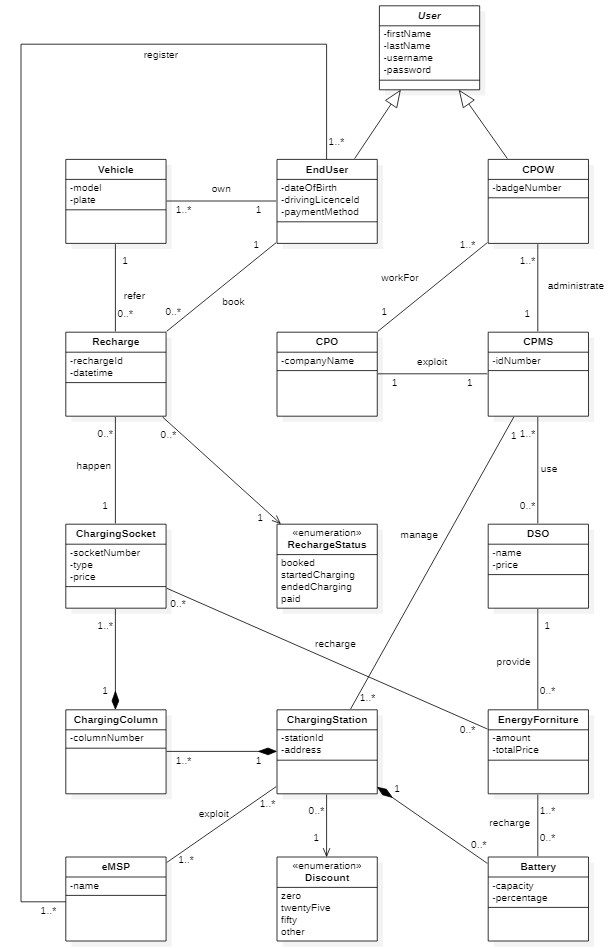 User
-firstName
-lastName
-username
-password
register
1..*
Vehicle
-model
-plate
own
1..*
1
EndUser
-dateOfBirth
-drivingLicenceId
-paymentMethod
CPOW
-badgeNumber
1
refer
0..*
1
book
0..*
1..*
workFor
1
1..*
administrate
1
Recharge
-rechargeId
-datetime
CPO
-companyName
exploit
1
1
CPMS
-idNumber
0..*
happen
1
0..*
1
1
1..*
use
0..*
manage
ChargingSocket
-socketNumber
-type
-price
«enumeration»
RechargeStatus
booked
startedCharging
endedCharging
paid
DSO
-name
-price
0..*
1..*
1
recharge
1..*
0..*
1
provide
0..*
ChargingColumn
-columnNumber
1..*
1
ChargingStation
-stationId
-address
EnergyForniture
-amount
-totalPrice
exploit
1..*
1..*
0..*
1
1
0..*
1..*
recharge
0..*
eMSP
-name
1..*
«enumeration»
Discount
zero
twentyFive
fifty
other
Battery
-capacity
-percentage